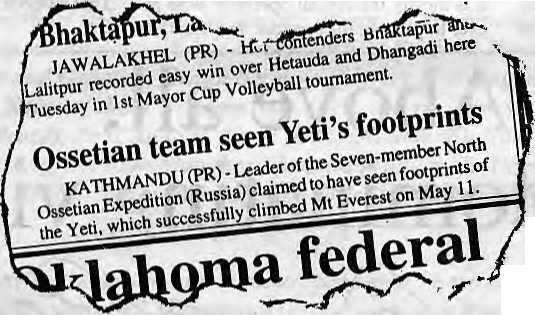 Bhaktapur, La
JAWALAKHEL (PR) - Hot contenders Bhaktapur and
Lalitpur recorded easy win over Hetauda and Dhangadi here
Tuesday in 1st Mayor Cup Volleyball tournament.
Ossetian team seen Yeti's footprints
KATHMANDU (PR) - Leader of the Seven-member North
Ossetian Expedition (Russia) claimed to have seen footprints of
the Yeti, which successfully climbed Mt Everest on May 11.
Oklahoma federal